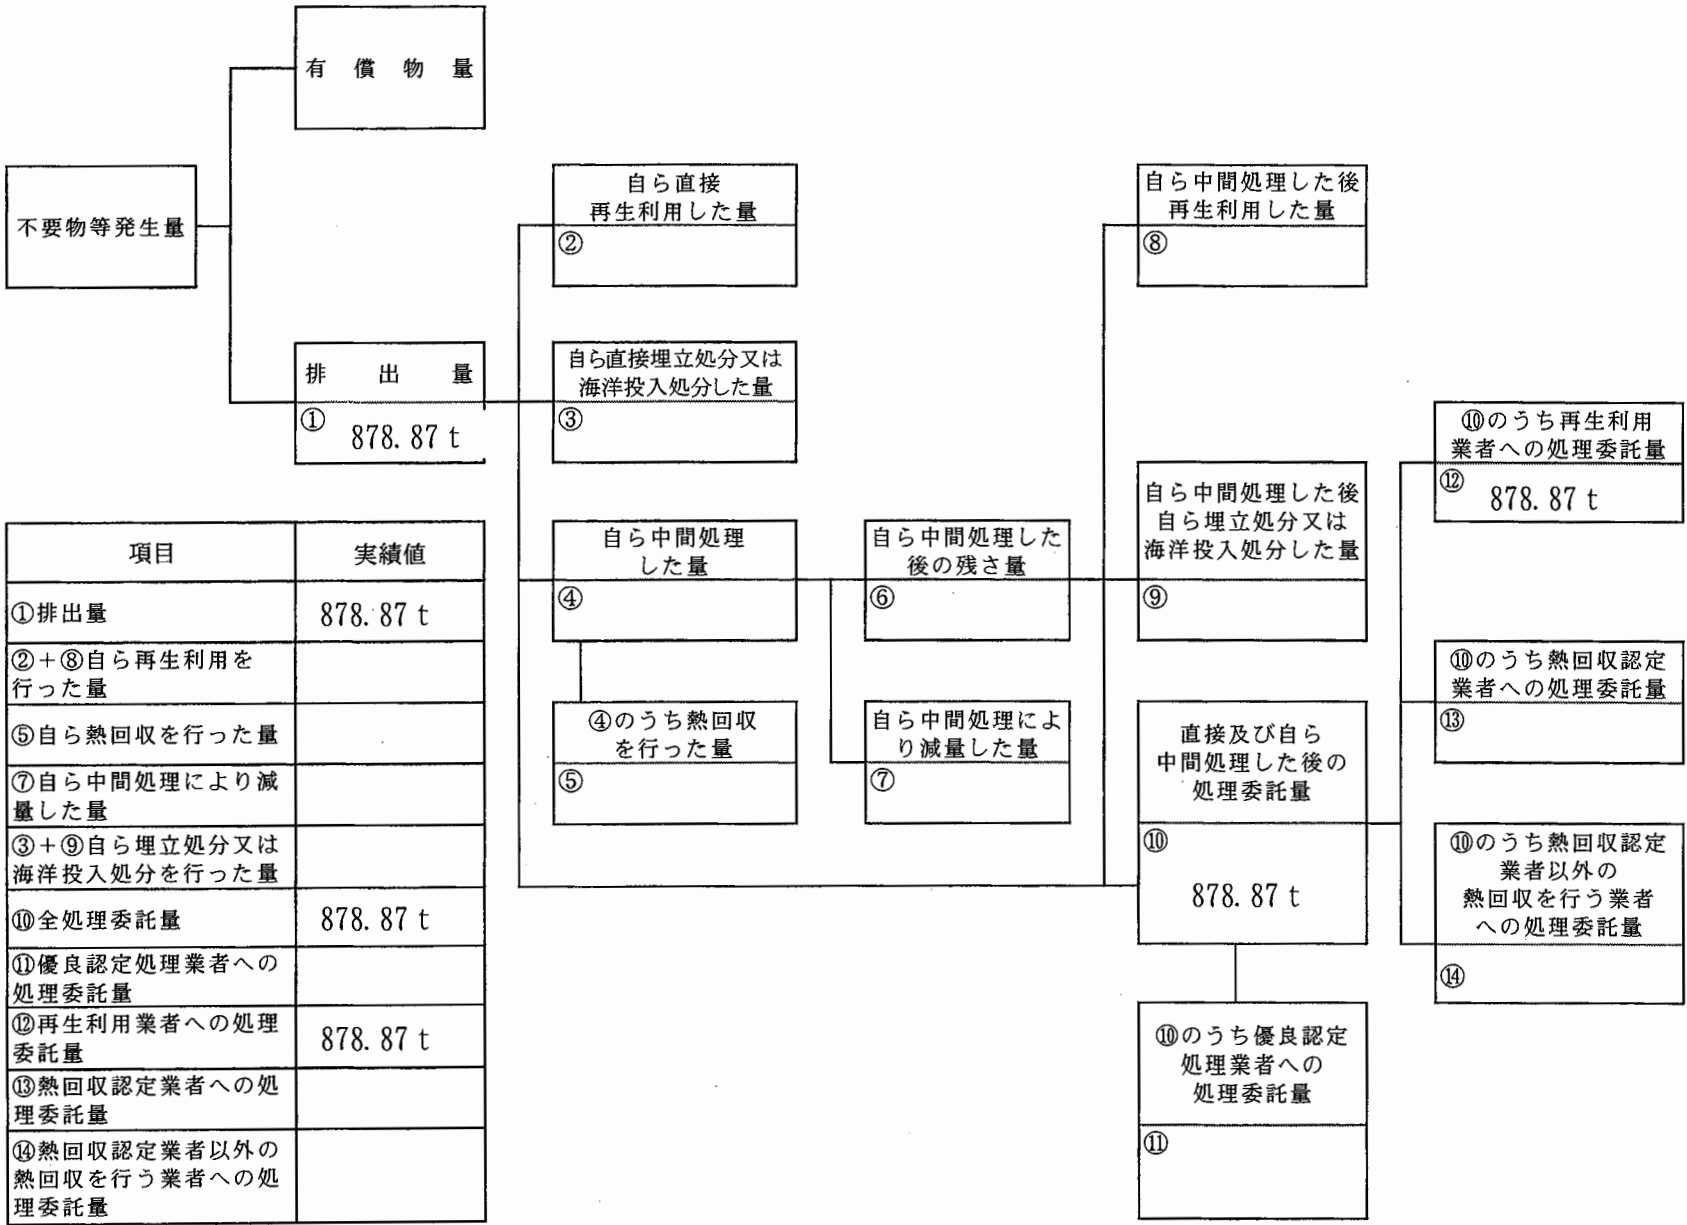 有償物量
不要物等発生量
排出量
①
878.87 t
自ら直接
再生利用した量
②
自ら直接埋立処分又は
海洋投入処分した量
③
自ら中間処理
した量
④
④のうち熱回収
を行った量
⑤
自ら中間処理した
後の残さ量
⑥
自ら中間処理によ
り減量した量
⑦
自ら中間処理した後
再生利用した量
⑧
自ら中間処理した後
自ら埋立処分又は
海洋投入処分した量
⑨
直接及び自ら
中間処理した後の
処理委託量
⑩
878.87 t
⑩のうち優良認定
処理業者への
処理委託量
⑪
⑩のうち再生利用
業者への処理委託量
⑫
878.87 t
⑩のうち熱回収認定
業者への処理委託量
⑬
⑩のうち熱回収認定
業者以外の
熱回収を行う業者
への処理委託量
⑭
項目 実績値
①排出量 878.87 t
②+⑧自ら再生利用を
行った量
⑤自ら熱回収を行った量
⑦自ら中間処理により減
量した量
③+⑨自ら埋立処分又は
海洋投入処分を行った量
⑩全処理委託量 878.87 t
⑪優良認定処理業者への
処理委託量
⑫再生利用業者への処理
委託量 878.87 t
⑬熱回収認定業者への処
理委託量
⑭熱回収認定業者以外の
熱回収を行う業者への処
理委託量